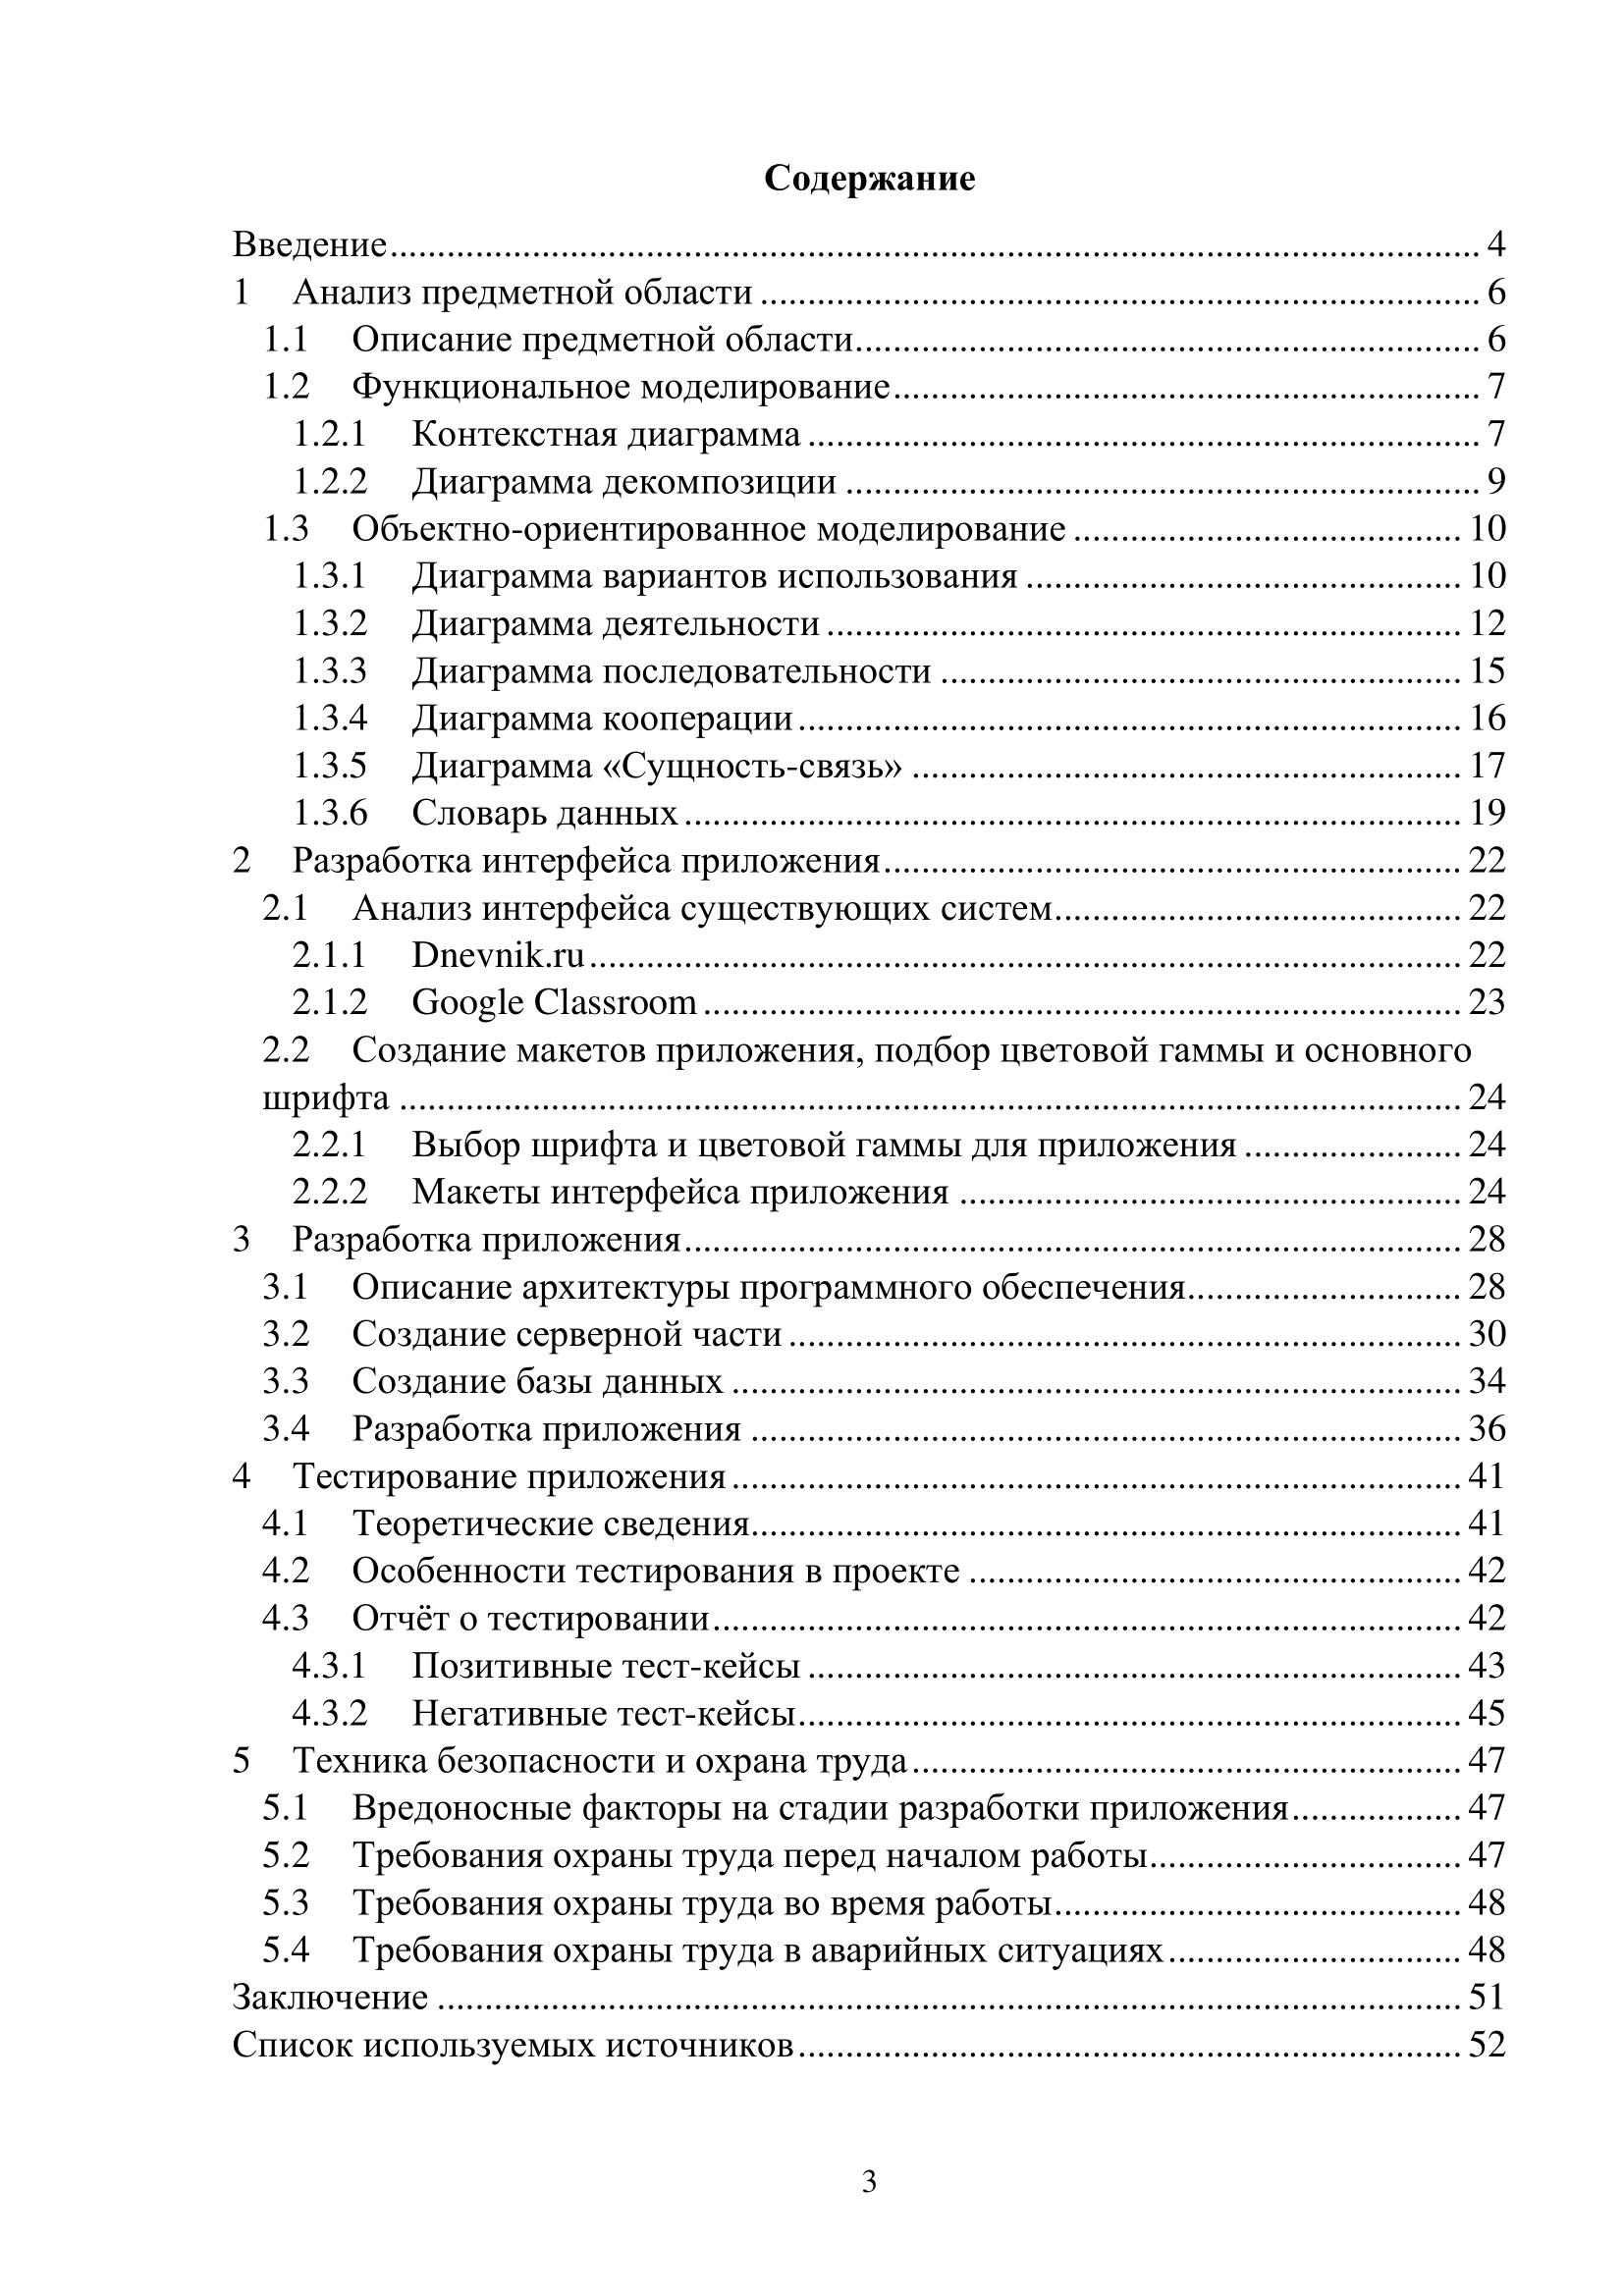 Содержание
Введение.......... 4
1 Анализ предметной области .......... 6
1.1 Описание предметной области.......... 6
1.2 Функциональное моделирование.......... 7
1.2.1 Контекстная диаграмма .......... 7
1.2.2 Диаграмма декомпозиции .......... 9
1.3 Объектно-ориентированное моделирование .......... 10
1.3.1 Диаграмма вариантов использования .......... 10
1.3.2 Диаграмма деятельности .......... 12
1.3.3 Диаграмма последовательности .......... 15
1.3.4 Диаграмма кооперации .......... 16
1.3.5 Диаграмма «Сущность-связь» .......... 17
1.3.6 Словарь данных .......... 19
2 Разработка интерфейса приложения.......... 22
2.1 Анализ интерфейса существующих систем.......... 22
2.1.1 Dnevnik.ru .......... 22
2.1.2 Google Classroom .......... 23
2.2 Создание макетов приложения, подбор цветовой гаммы и основного
шрифта .......... 24
2.2.1 Выбор шрифта и цветовой гаммы для приложения .......... 24
2.2.2 Макеты интерфейса приложения .......... 24
3 Разработка приложения.......... 28
3.1 Описание архитектуры программного обеспечения.......... 28
3.2 Создание серверной части .......... 30
3.3 Создание базы данных .......... 34
3.4 Разработка приложения .......... 36
4 Тестирование приложения .......... 41
4.1 Теоретические сведения.......... 41
4.2 Особенности тестирования в проекте .......... 42
4.3 Отчёт о тестировании.......... 42
4.3.1 Позитивные тест-кейсы .......... 43
4.3.2 Негативные тест-кейсы.......... 45
5 Техника безопасности и охрана труда.......... 47
5.1 Вредоносные факторы на стадии разработки приложения.......... 47
5.2 Требования охраны труда перед началом работы.......... 47
5.3 Требования охраны труда во время работы.......... 48
5.4 Требования охраны труда в аварийных ситуациях.......... 48
Заключение .......... 51
Список используемых источников.......... 52
3